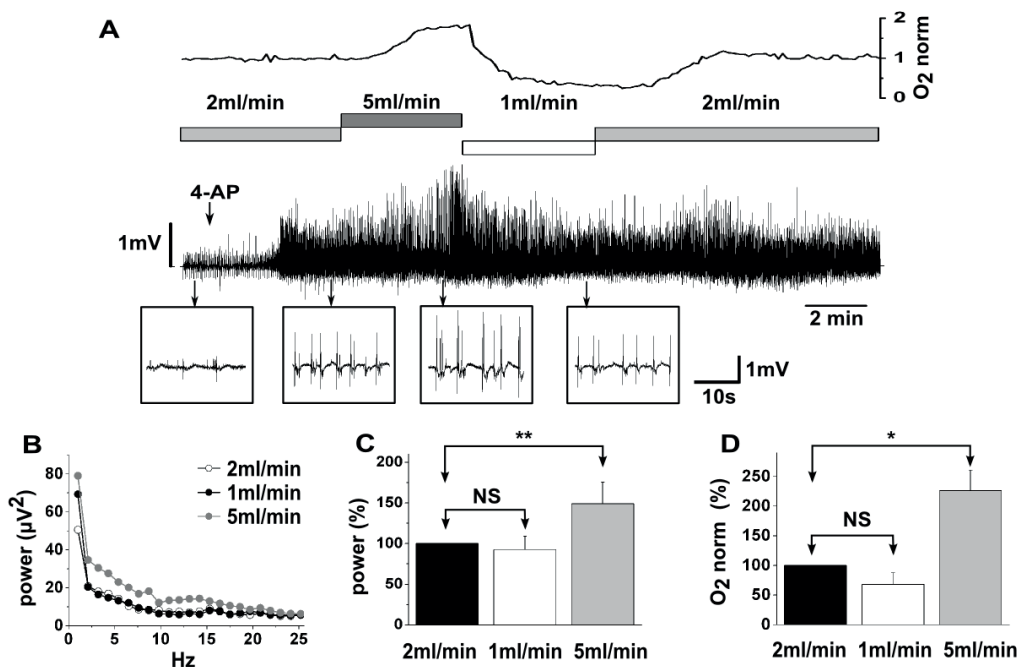 A
2
1
0
O2 norm
2ml/min 5ml/min 1ml/min 2ml/min
4-AP
1mV
2 min
1mV
10s
B
80
60
40
20
0
power (µV2)
0 5 10 15 20 25
Hz
2ml/min
1ml/min
5ml/min
C
**
NS
200
150
100
50
0
power (%)
2ml/min 1ml/min 5ml/min
D
*
NS
250
200
150
100
50
0
O2 norm (%)
2ml/min 1ml/min 5ml/min